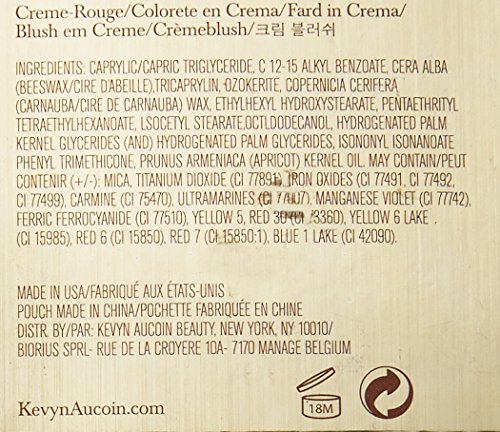 Creme-Rouge/Colorete en Crema/Fard in Crema/
Blush em Creme/Crèmeblush/크림 블러쉬
INGREDIENTS: CAPRYLIC/CAPRIC TRIGLYCERIDE, C 12-15 ALKYL BENZOATE, CERA ALBA
(BEESWAX/CIRE D'ABEILLE),TRICAPRYLIN, OZOKERITE, COPERNICIA CERIFERA
(CARNAUBA/CIRE DE CARNAUBA) WAX, ETHYLHEXYL HYDROXYSTEARATE, PENTAERTHRITYL
TETRAETHYLHEXANOATE, LSOCETYL STEARATE,OCTLDODECANOL, HYDROGENATED PALM
KERNEL GLYCERIDES (AND) HYDROGENATED PALM GLYCERIDES, ISONONYL ISONANOATE
PHENYL TRIMETHICONE, PRUNUS ARMENIACA (APRICOT) KERNEL OIL. MAY CONTAIN/PEUT
CONTENIR (+/-): MICA, TITANIUM DIOXIDE (CI 77891), IRON OXIDES (CI 77491, CI 77492,
CI 77499), CARMINE (CI 75470), ULTRAMARINES (CI 77007), MANGANESE VIOLET (CI 77742),
FERRIC FERROCYANIDE (CI 77510), YELLOW 5, RED 30 (CI 73360), YELLOW 6 LAKE
(CI 15985), RED 6 (CI 15850), RED 7 (CI 15850:1), BLUE 1 LAKE (CI 42090).
MADE IN USA/FABRIQUÉ AUX ÉTATS-UNIS
POUCH MADE IN CHINA/POCHETTE FABRIQUÉE EN CHINE
DISTR. BY/PAR: KEVYN AUCOIN BEAUTY, NEW YORK, NY 10010/
BIORIUS SPRL- RUE DE LA CROYERE 10A- 7170 MANAGE BELGIUM
18M
KevynAucoin.com